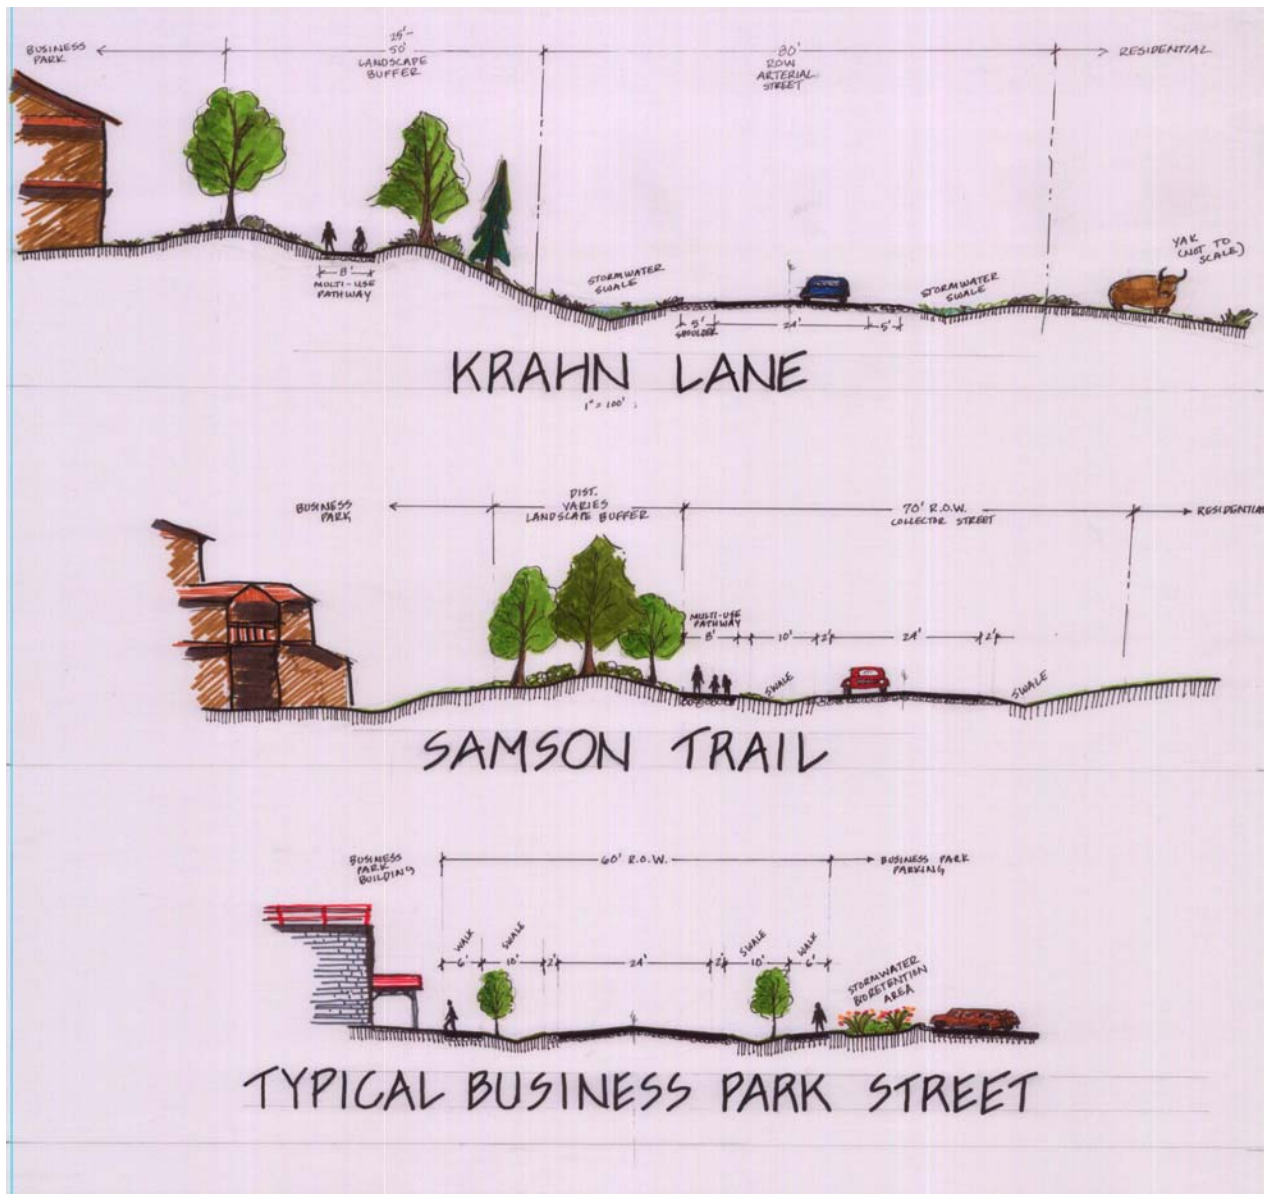 BUSINESS
PARK
25'-
50'
LANDSCAPE
BUFFER
80'
ROW
ARTERIAL
STREET
RESIDENTIAL
8'
MULTI-USE
PATHWAY
STORMWATER
SWALE
5'
SHOULDER
24'
5'
STORMWATER
SWALE
YAK
(NOT TO
SCALE)
KRAHN LANE
1" = 100'
BUSINESS
PARK
DIST.
VARIES
LANDSCAPE BUFFER
70' R.O.W.
COLLECTOR STREET
RESIDENTIAL
MULTI-USE
PATHWAY
8'
10'
2'
24'
2'
SWALE
SWALE
SAMSON TRAIL
BUSINESS
PARK
BUILDING
60' R.O.W.
BUSINESS PARK
PARKING
WALK
6'
SWALE
10'
2'
24'
2'
SWALE
10'
WALK
6'
STORMWATER
BIORETENTION
AREA
TYPICAL BUSINESS PARK STREET